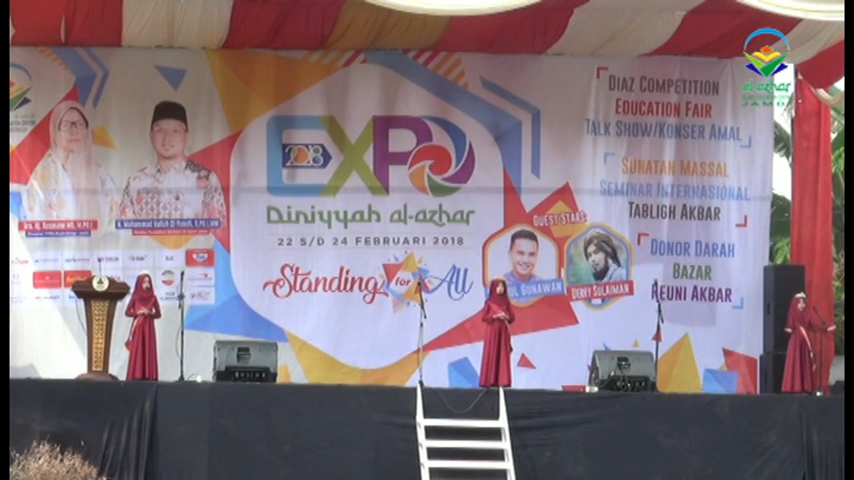 al-azhar
JAMBI
EXPO
2018
Diniyyah al-azhar
22 S/D 24 FEBRUARI 2018
Standing for All
GUEST STARS
UL GUNAWAN
DERRY SULAIMAN
DIAZ COMPETITION
EDUCATION FAIR
TALK SHOW/KONSER AMAL
SUNATAN MASSAL
SEMINAR INTERNASIONAL
TABLIGH AKBAR
DONOR DARAH
BAZAR
REUNI AKBAR